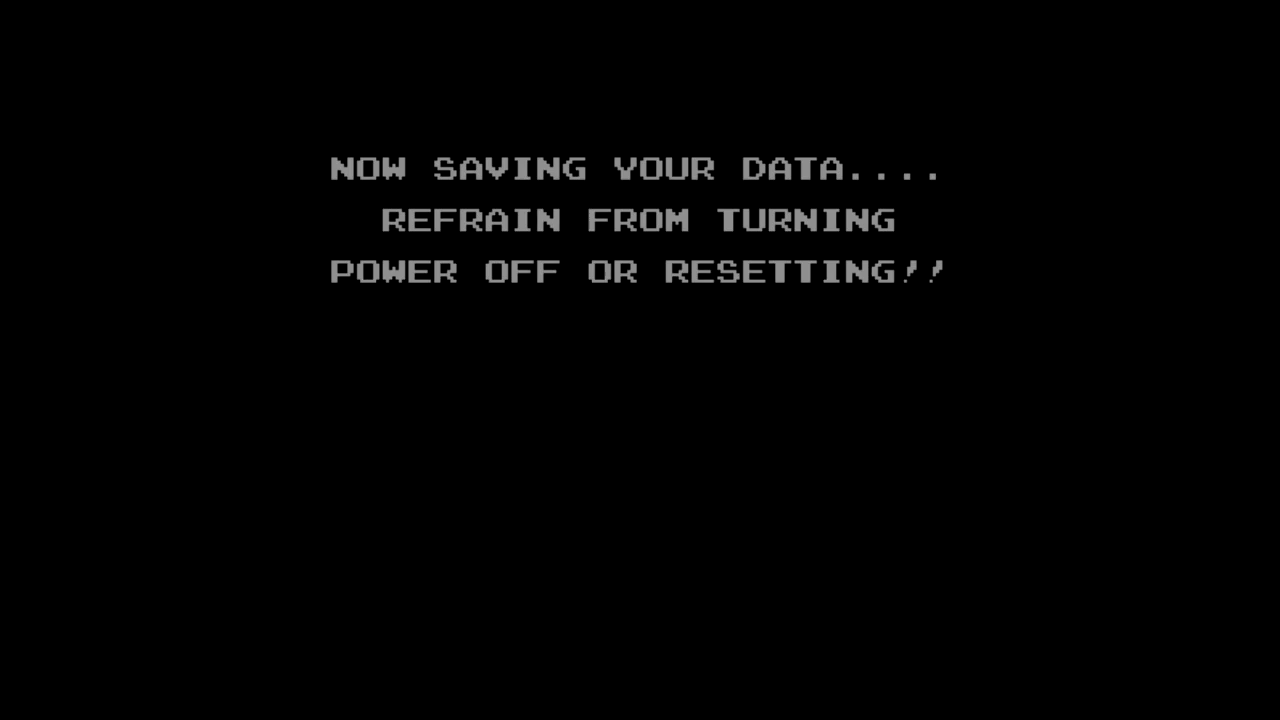 NOW SAVING YOUR DATA....
REFRAIN FROM TURNING
POWER OFF OR RESETTING!!